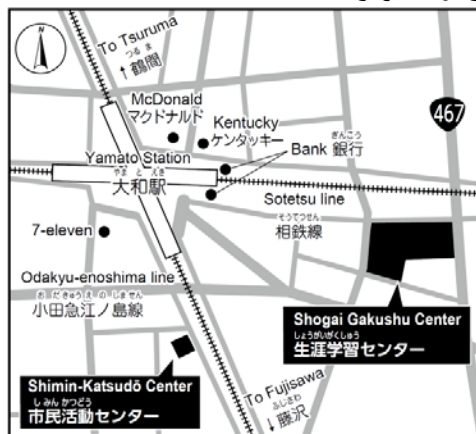 N
To Tsuruma
つるま
↑鶴間
McDonald
マクドナルド
Kentucky
ケンタッキー
467
ぎんこう
Bank 銀行
Yamato Station
やまとえき
大和駅
Sotetsu line
そうてつせん
相鉄線
7-eleven
Odakyu-enoshima line
おだきゅうえのしません
小田急江ノ島線
Shogai Gakushu Center
しょうがいがくしゅう
生涯学習センター
Shimin-Katsudō Center
しみんかつどう
市民活動センター
To Fujisawa
ふじさわ
↓藤沢